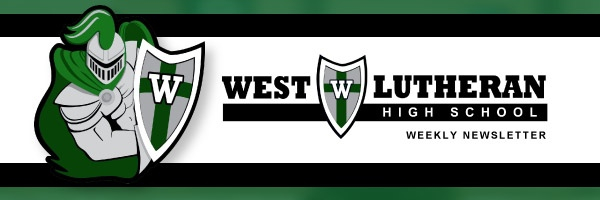 W
WEST W LUTHERAN
HIGH SCHOOL
WEEKLY NEWSLETTER